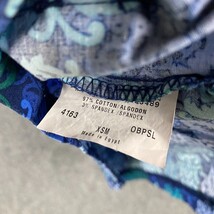 97% COTTON/ALGODON
3% SPANDEX/SPANDEX
4163 XSM OBPSL
Made in Egypt